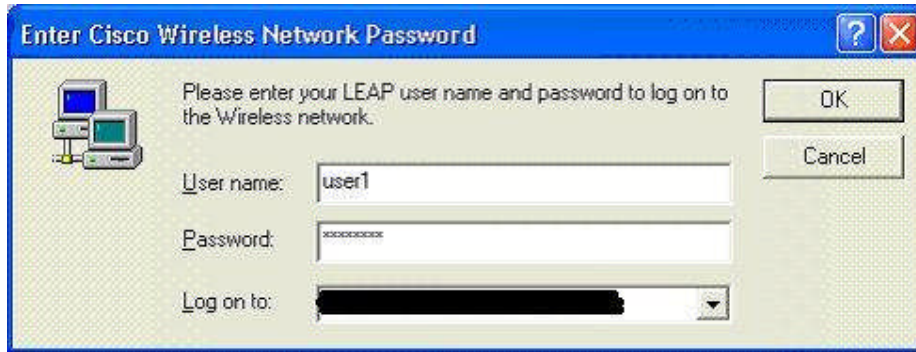 Enter Cisco Wireless Network Password
Please enter your LEAP user name and password to log on to
the Wireless network.
OK
Cancel
User name: user1
Password: ********
Log on to: